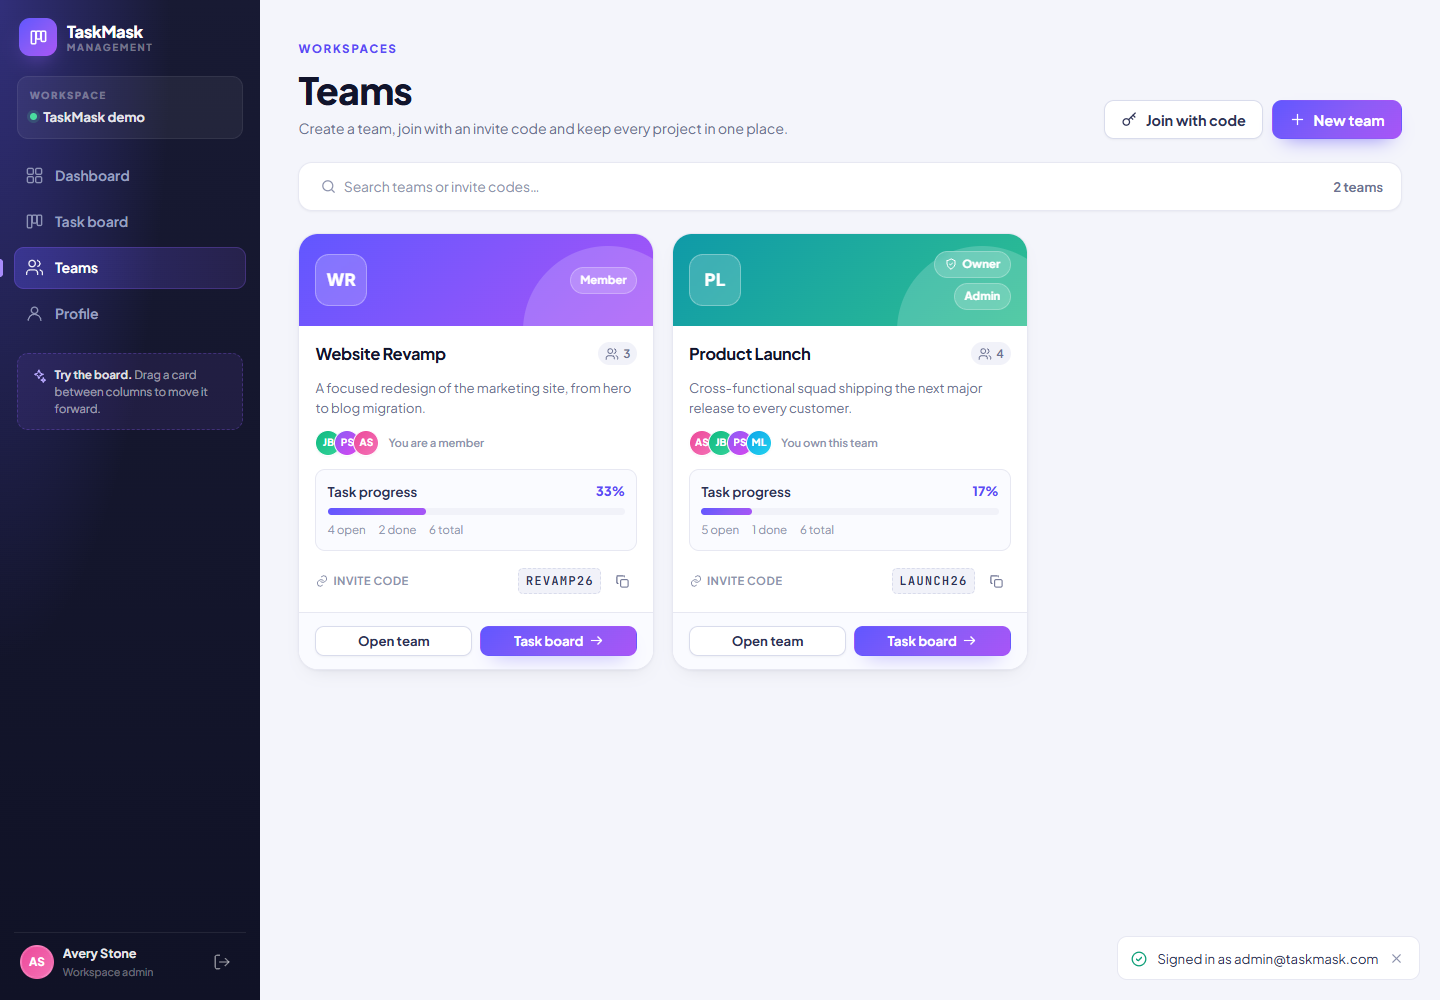 TaskMask
MANAGEMENT
WORKSPACE
TaskMask demo
Dashboard
Task board
Teams
Profile
Try the board. Drag a card
between columns to move it
forward.
AS
Avery Stone
Workspace admin
WORKSPACES
Teams
Create a team, join with an invite code and keep every project in one place.
Join with code
New team
Search teams or invite codes...
2 teams
WR
Member
Website Revamp
3
A focused redesign of the marketing site, from hero
to blog migration.
JB PS AS You are a member
Task progress 33%
4 open 2 done 6 total
INVITE CODE REVAMP26
Open team
Task board
PL
Owner
Admin
Product Launch
4
Cross-functional squad shipping the next major
release to every customer.
AS JB PS ML You own this team
Task progress 17%
5 open 1 done 6 total
INVITE CODE LAUNCH26
Open team
Task board
Signed in as admin@taskmask.com